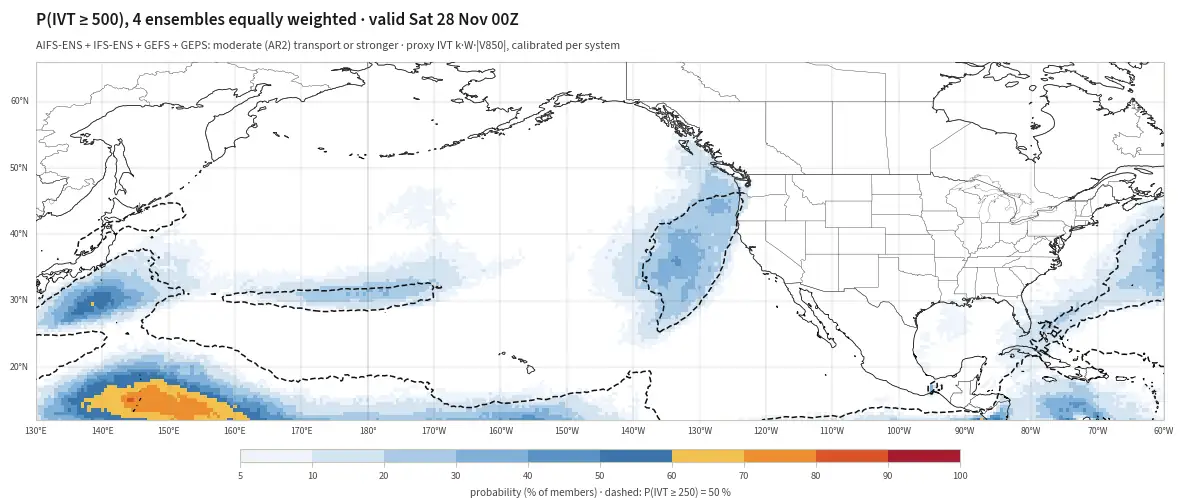 P(IVT ≥ 500), 4 ensembles equally weighted · valid Sat 28 Nov 00Z
AIFS-ENS + IFS-ENS + GEFS + GEPS: moderate (AR2) transport or stronger · proxy IVT k·W·|V850|, calibrated per system
60°N
50°N
40°N
30°N
20°N
130°E 140°E 150°E 160°E 170°E 180° 170°W 160°W 150°W 140°W 130°W 120°W 110°W 100°W 90°W 80°W 70°W 60°W
5 10 20 30 40 50 60 70 80 90 100
probability (% of members) · dashed: P(IVT ≥ 250) = 50 %